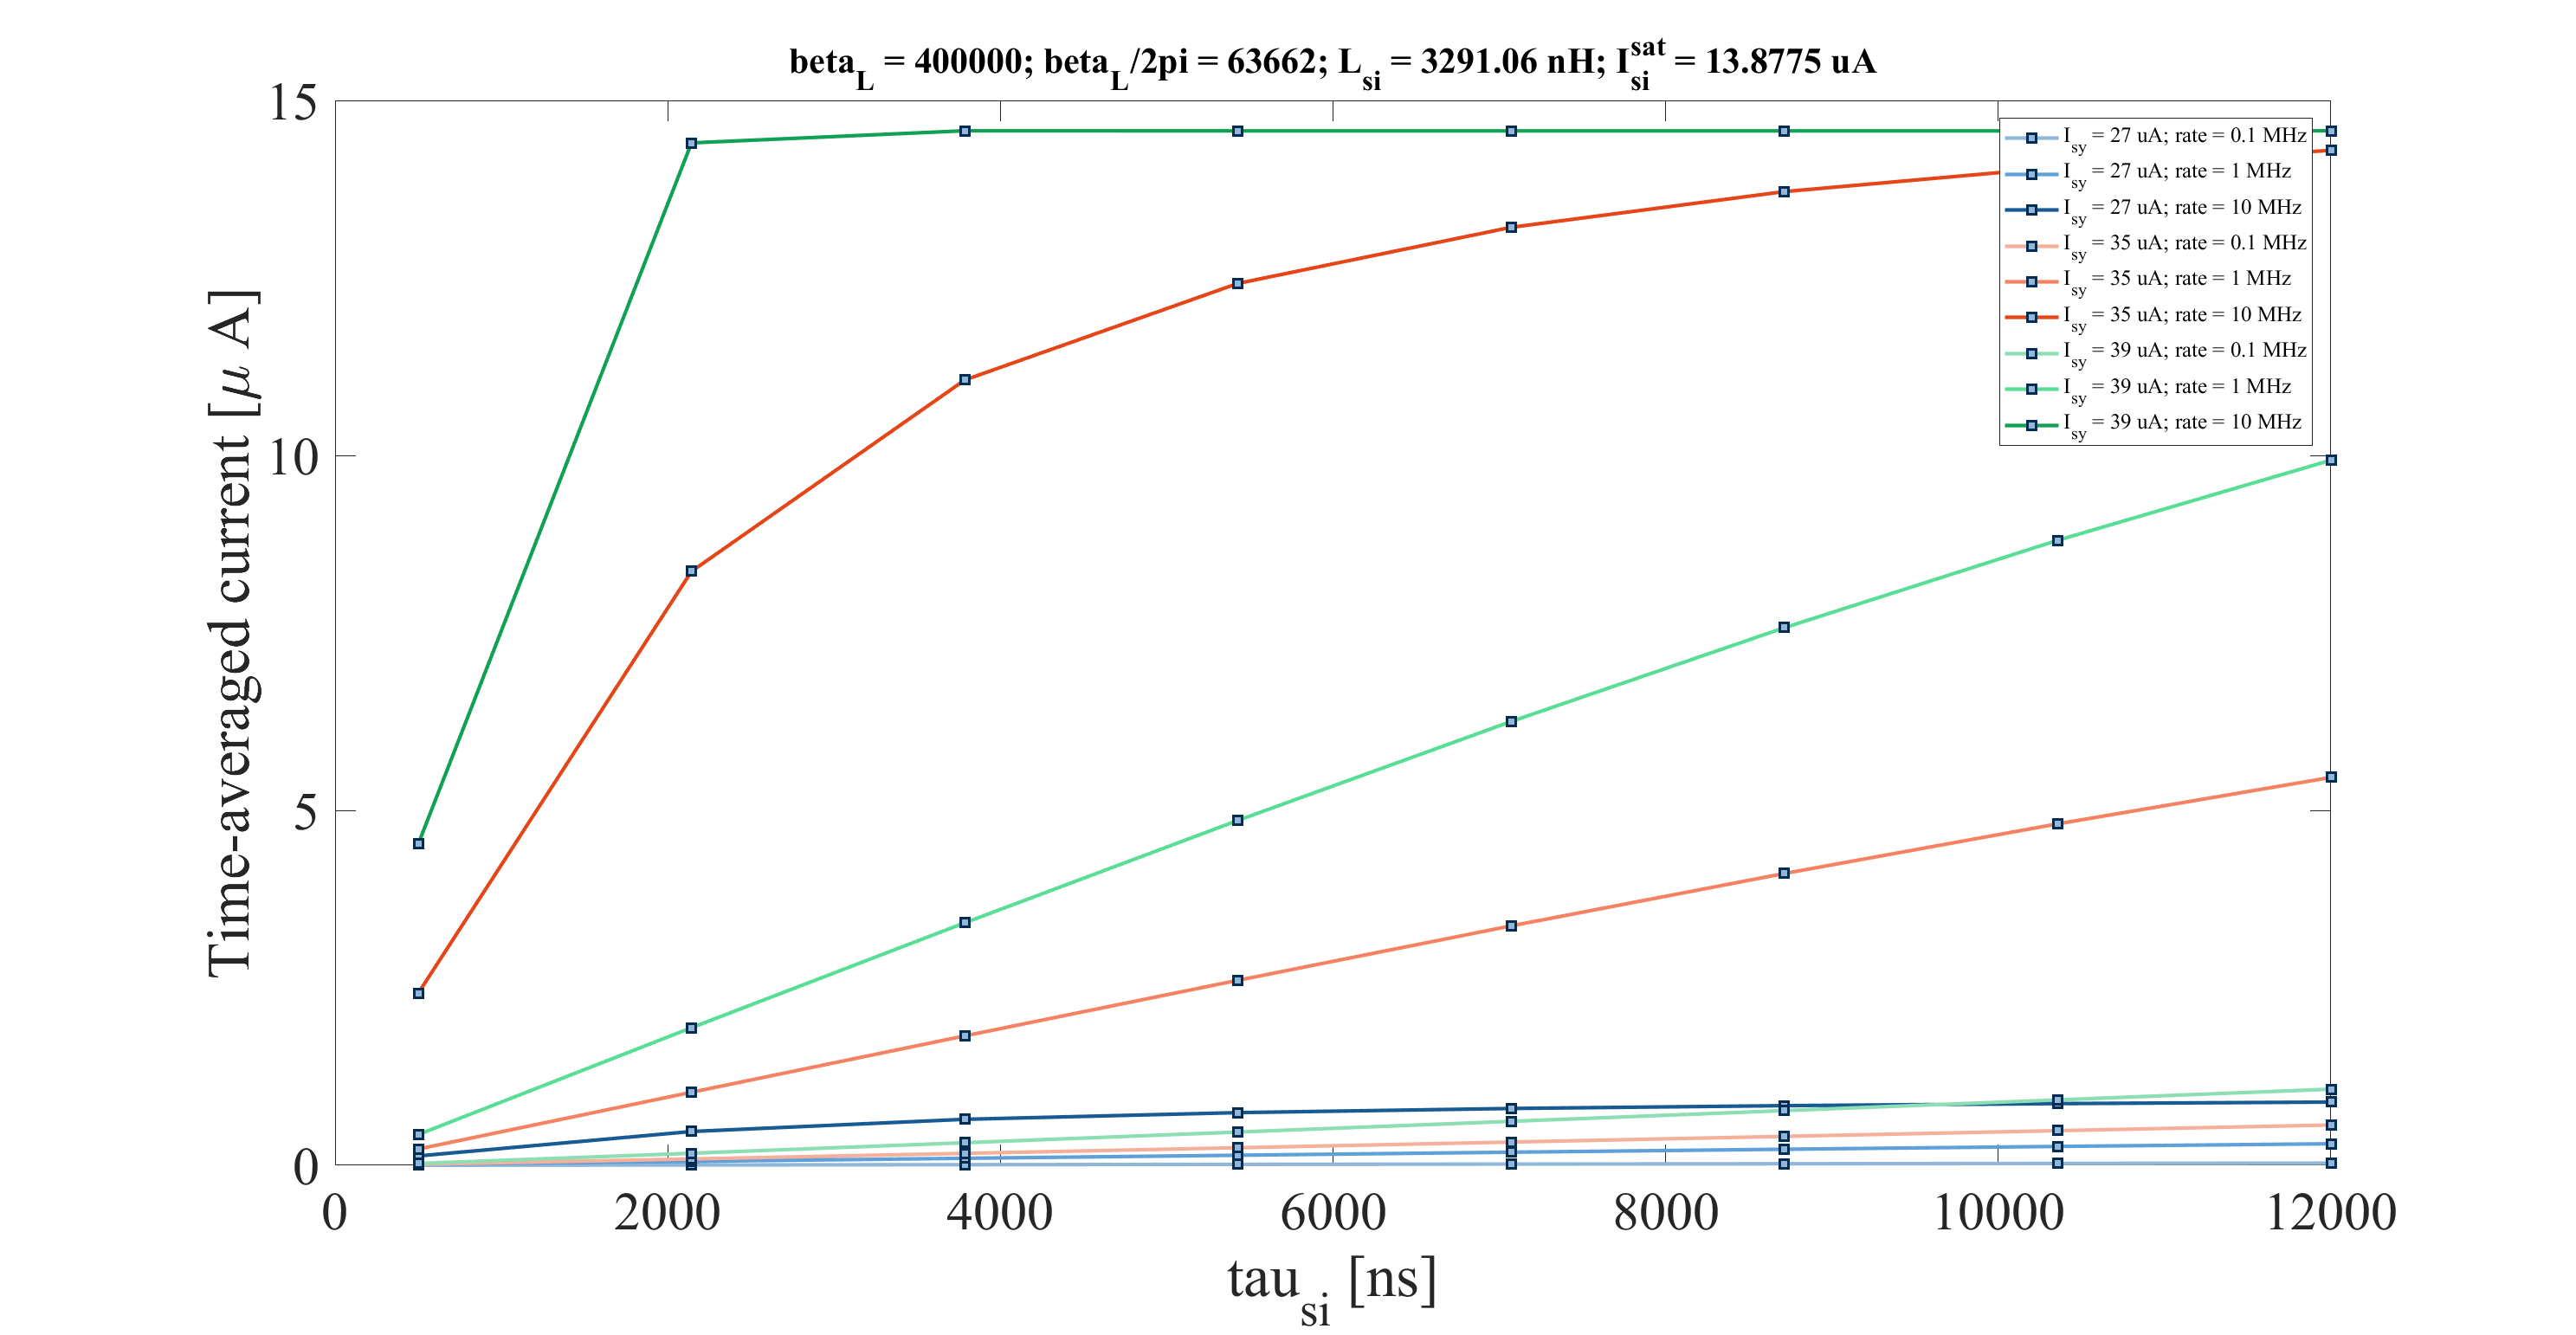 beta_L = 400000; beta_L/2pi = 63662; L_si = 3291.06 nH; I_si^sat = 13.8775 uA
15
10
5
0
Time-averaged current [μ A]
I_sy = 27 uA; rate = 0.1 MHz
I_sy = 27 uA; rate = 1 MHz
I_sy = 27 uA; rate = 10 MHz
I_sy = 35 uA; rate = 0.1 MHz
I_sy = 35 uA; rate = 1 MHz
I_sy = 35 uA; rate = 10 MHz
I_sy = 39 uA; rate = 0.1 MHz
I_sy = 39 uA; rate = 1 MHz
I_sy = 39 uA; rate = 10 MHz
0 2000 4000 6000 8000 10000 12000
tau_si [ns]